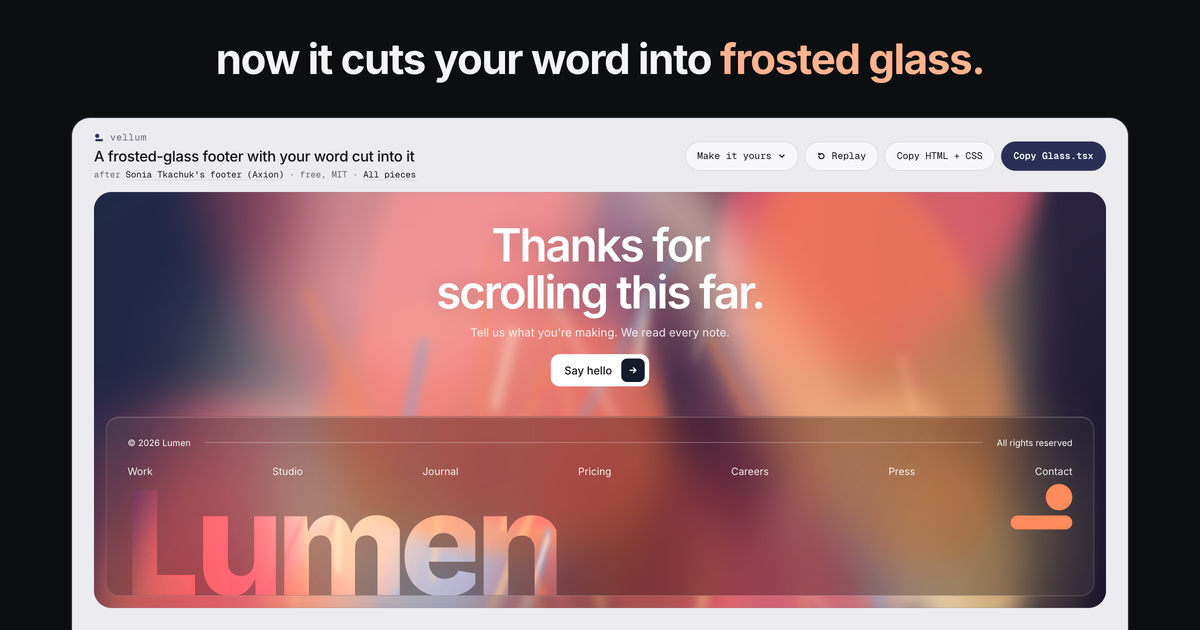 now it cuts your word into frosted glass.
vellum
A frosted-glass footer with your word cut into it
after Sonia Tkachuk's footer (Axion) · free, MIT · All pieces
Make it yours
Replay
Copy HTML + CSS
Copy Glass.tsx
Thanks for
scrolling this far.
Tell us what you're making. We read every note.
Say hello
© 2026 Lumen
All rights reserved
Work Studio Journal Pricing Careers Press Contact
Lumen